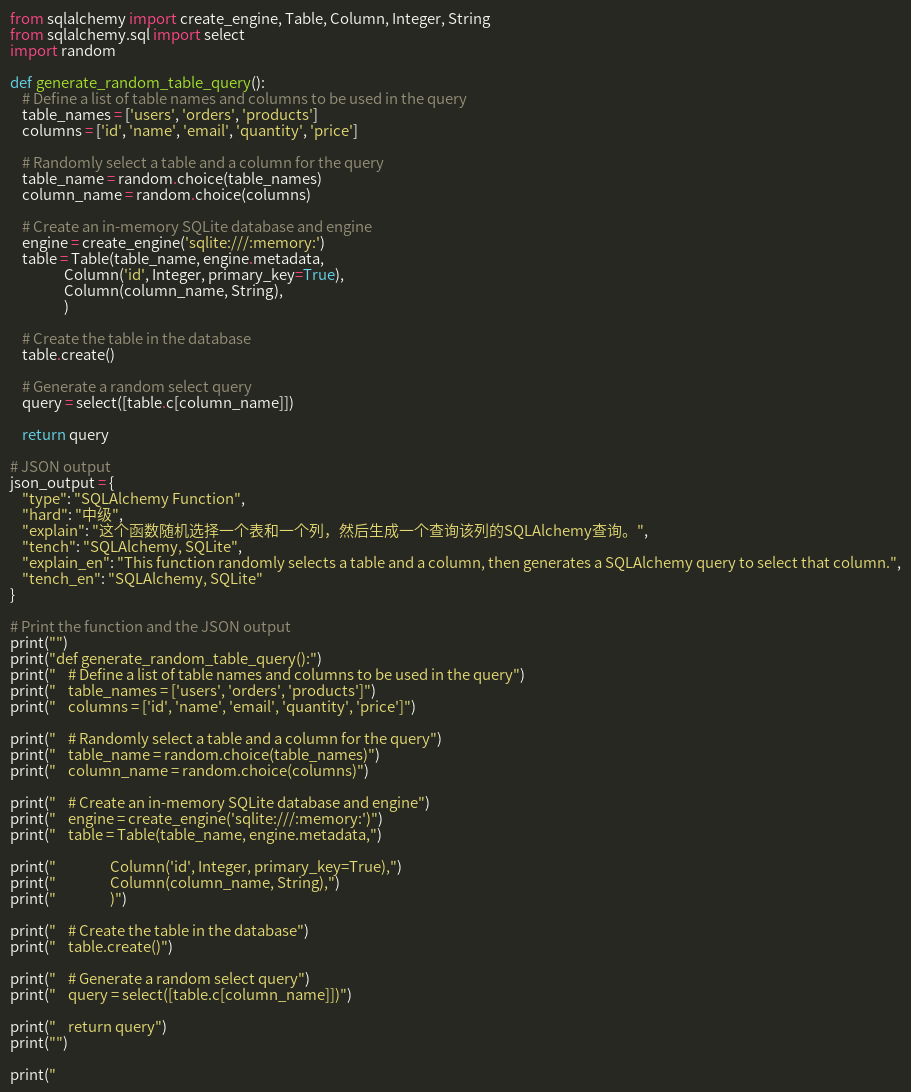 from sqlalchemy import create_engine, Table, Column, Integer, String
from sqlalchemy.sql import select
import random

def generate_random_table_query():
    # Define a list of table names and columns to be used in the query
    table_names = ['users', 'orders', 'products']
    columns = ['id', 'name', 'email', 'quantity', 'price']

    # Randomly select a table and a column for the query
    table_name = random.choice(table_names)
    column_name = random.choice(columns)

    # Create an in-memory SQLite database and engine
    engine = create_engine('sqlite:///:memory:')
    table = Table(table_name, engine.metadata,
                  Column('id', Integer, primary_key=True),
                  Column(column_name, String),
                  )

    # Create the table in the database
    table.create()

    # Generate a random select query
    query = select([table.c[column_name]])

    return query

# JSON output
json_output = {
    "type": "SQLAlchemy Function",
    "hard": "中级",
    "explain": "这个函数随机选择一个表和一个列，然后生成一个查询该列的SQLAlchemy查询。",
    "tench": "SQLAlchemy, SQLite",
    "explain_en": "This function randomly selects a table and a column, then generates a SQLAlchemy query to select that column.",
    "tench_en": "SQLAlchemy, SQLite"
}

# Print the function and the JSON output
print("")
print("def generate_random_table_query():")
print("    # Define a list of table names and columns to be used in the query")
print("    table_names = ['users', 'orders', 'products']")
print("    columns = ['id', 'name', 'email', 'quantity', 'price']")

print("    # Randomly select a table and a column for the query")
print("    table_name = random.choice(table_names)")
print("    column_name = random.choice(columns)")

print("    # Create an in-memory SQLite database and engine")
print("    engine = create_engine('sqlite:///:memory:')")
print("    table = Table(table_name, engine.metadata,")

print("                  Column('id', Integer, primary_key=True),")
print("                  Column(column_name, String),")
print("                  )")

print("    # Create the table in the database")
print("    table.create()")

print("    # Generate a random select query")
print("    query = select([table.c[column_name]])")

print("    return query")
print("")

print("